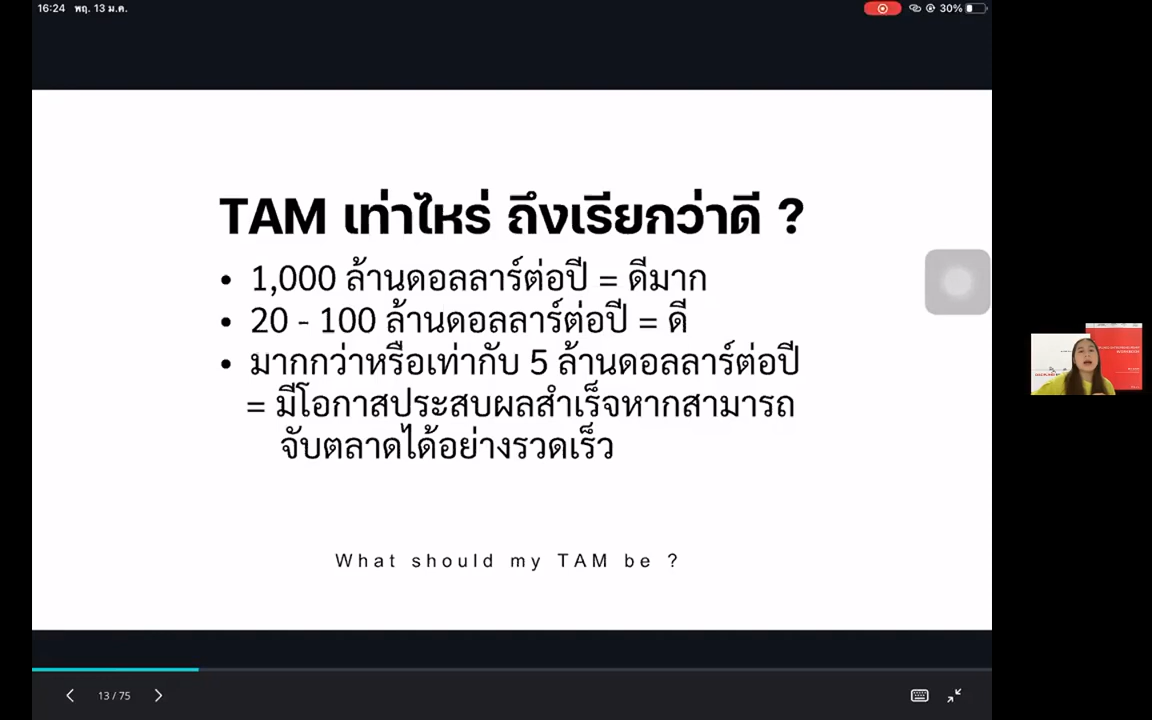 16:24 พฤ. 13 ม.ค.
30%
TAM เท่าไหร่ ถึงเรียกว่าดี ?
• 1,000 ล้านดอลลาร์ต่อปี = ดีมาก
• 20 - 100 ล้านดอลลาร์ต่อปี = ดี
• มากกว่าหรือเท่ากับ 5 ล้านดอลลาร์ต่อปี
= มีโอกาสประสบผลสำเร็จหากสามารถ
จับตลาดได้อย่างรวดเร็ว
What should my TAM be ?
13 / 75